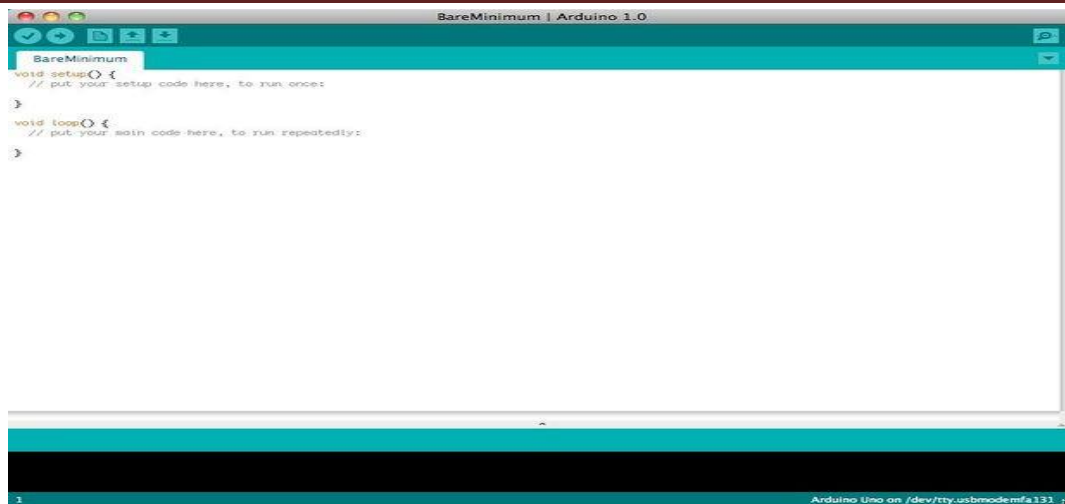 BareMinimum | Arduino 1.0
BareMinimum
void setup() {
// put your setup code here, to run once:
}
void loop() {
// put your main code here, to run repeatedly:
}
1
Arduino Uno on /dev/tty.usbmodemfa131